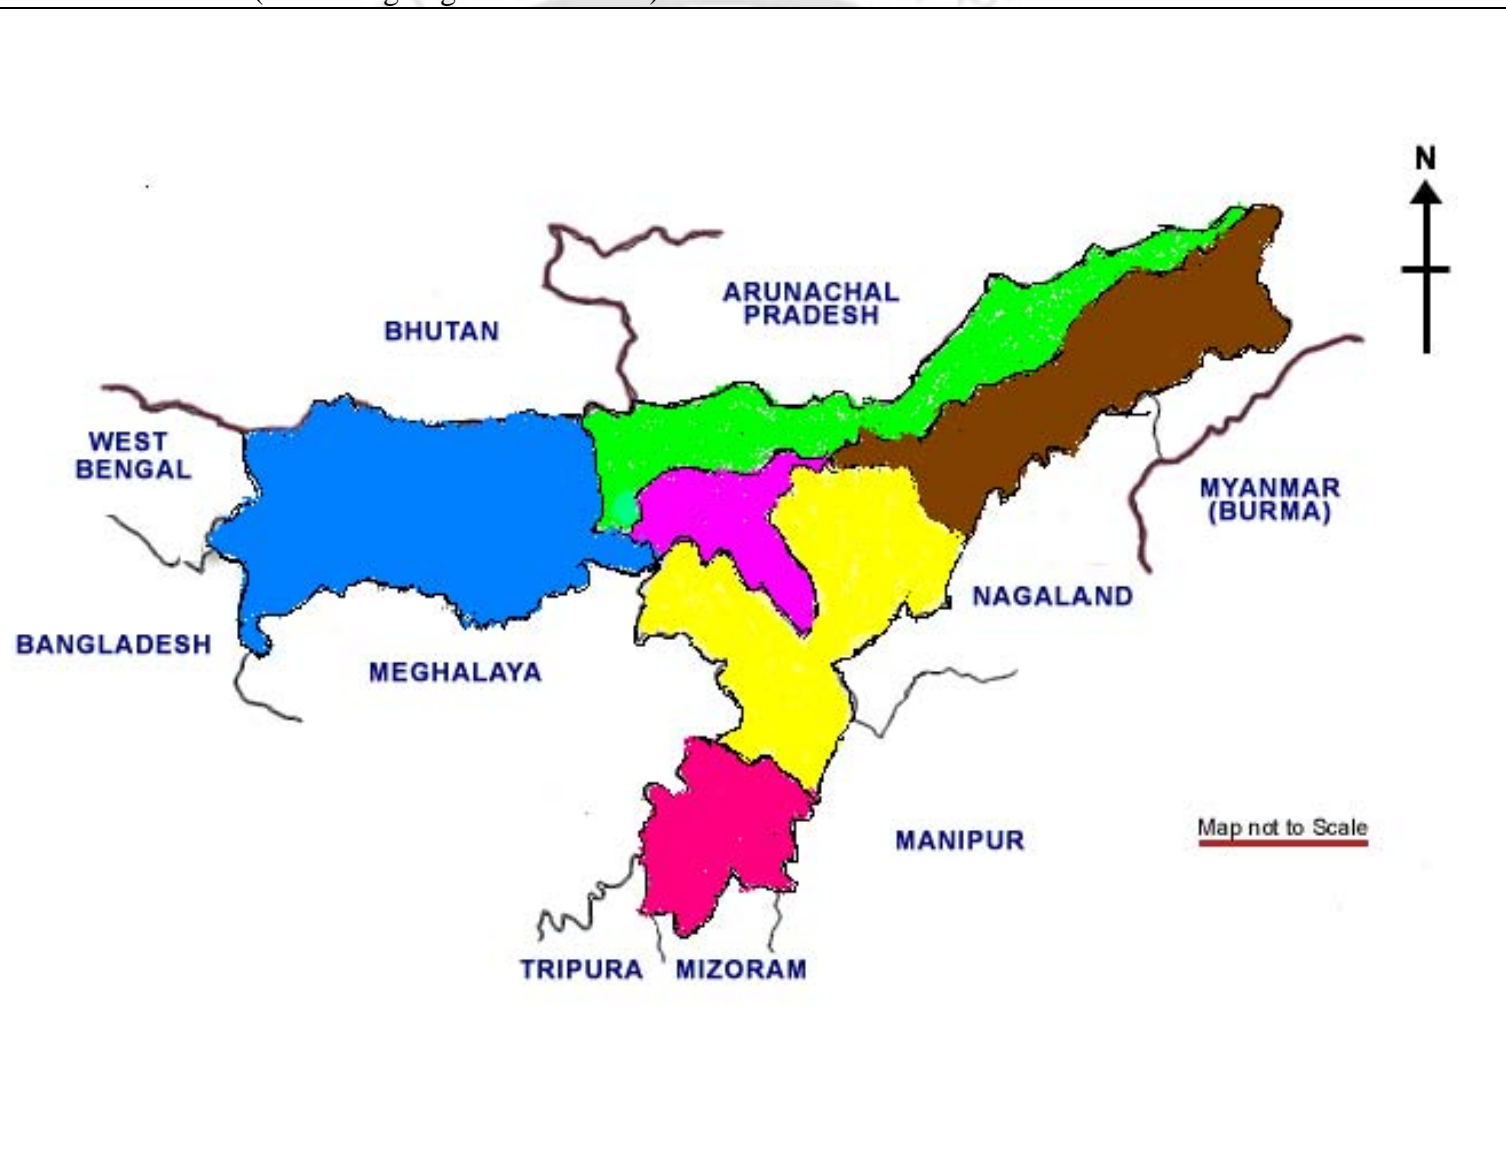 N
ARUNACHAL
PRADESH
BHUTAN
WEST
BENGAL
MYANMAR
(BURMA)
NAGALAND
BANGLADESH
MEGHALAYA
Map not to Scale
MANIPUR
TRIPURA
MIZORAM